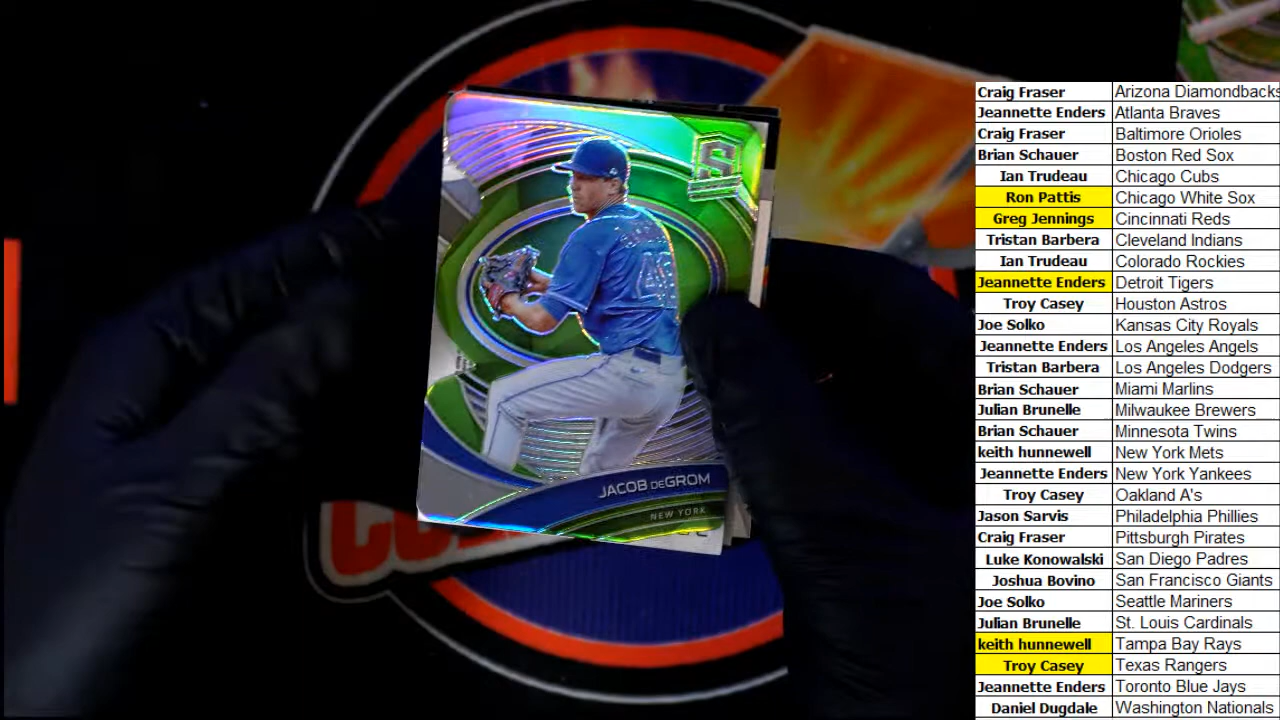 S
41
JACOB DEGROM
NEW YORK
Craig Fraser Arizona Diamondbacks
Jeannette Enders Atlanta Braves
Craig Fraser Baltimore Orioles
Brian Schauer Boston Red Sox
Ian Trudeau Chicago Cubs
Ron Pattis Chicago White Sox
Greg Jennings Cincinnati Reds
Tristan Barbera Cleveland Indians
Ian Trudeau Colorado Rockies
Jeannette Enders Detroit Tigers
Troy Casey Houston Astros
Joe Solko Kansas City Royals
Jeannette Enders Los Angeles Angels
Tristan Barbera Los Angeles Dodgers
Brian Schauer Miami Marlins
Julian Brunelle Milwaukee Brewers
Brian Schauer Minnesota Twins
keith hunnewell New York Mets
Jeannette Enders New York Yankees
Troy Casey Oakland A's
Jason Sarvis Philadelphia Phillies
Craig Fraser Pittsburgh Pirates
Luke Konowalski San Diego Padres
Joshua Bovino San Francisco Giants
Joe Solko Seattle Mariners
Julian Brunelle St. Louis Cardinals
keith hunnewell Tampa Bay Rays
Troy Casey Texas Rangers
Jeannette Enders Toronto Blue Jays
Daniel Dugdale Washington Nationals